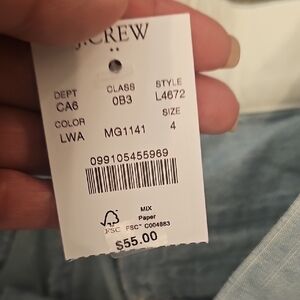 J.CREW
DEPT CLASS STYLE
CA6 0B3 L4672
COLOR SIZE
LWA MG1141 4
099105455969
MIX
Paper
FSC FSC® C004863
$55.00